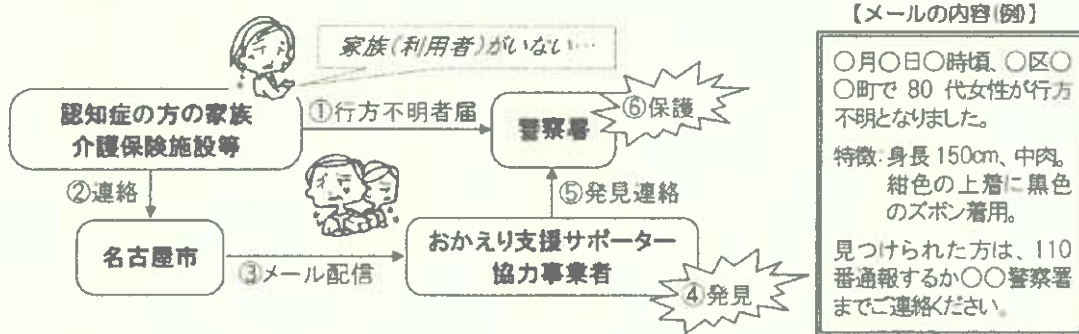 家族(利用者)がいない…
認知症の方の家族
介護保険施設等
①行方不明者届
警察署
⑥保護
②連絡
⑤発見連絡
名古屋市
③メール配信
おかえり支援サポーター
協力事業者
④発見
【メールの内容(例)】
○月○日○時頃、○区○
○町で 80 代女性が行方
不明となりました。
特徴:身長 150cm、中肉。
紺色の上着に黒色
のズボン着用。
見つけられた方は、110
番通報するか○○警察署
までご連絡ください。